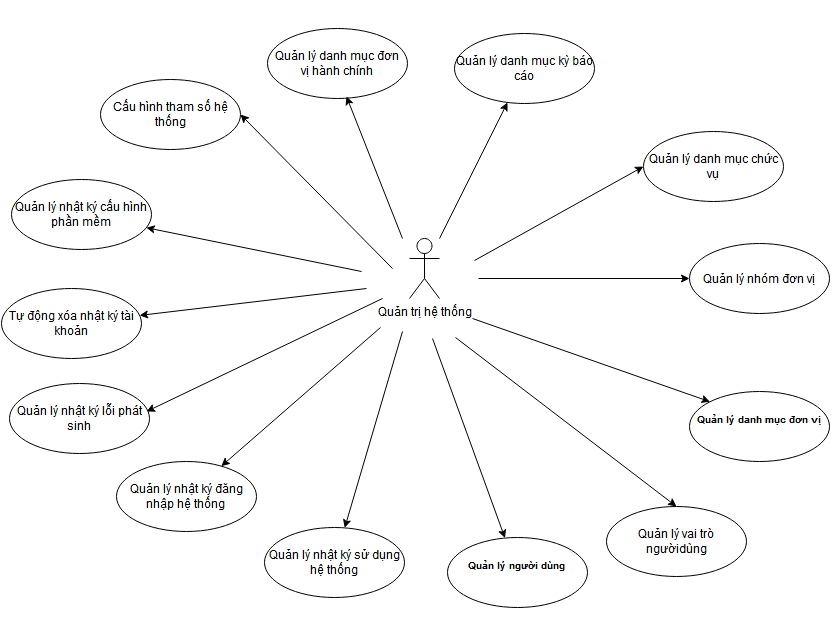 Quản lý danh mục đơn
vị hành chính
Quản lý danh mục kỳ báo
cáo
Cấu hình tham số hệ
thống
Quản lý danh mục chức
vụ
Quản lý nhật ký cấu hình
phần mềm
Quản lý nhóm đơn vị
Quản trị hệ thống
Tự động xóa nhật ký tài
khoản
Quản lý nhật ký lỗi phát
sinh
Quản lý danh mục đơn vị
Quản lý nhật ký đăng
nhập hệ thống
Quản lý vai trò
ngườidùng
Quản lý nhật ký sử dụng
hệ thống
Quản lý người dùng